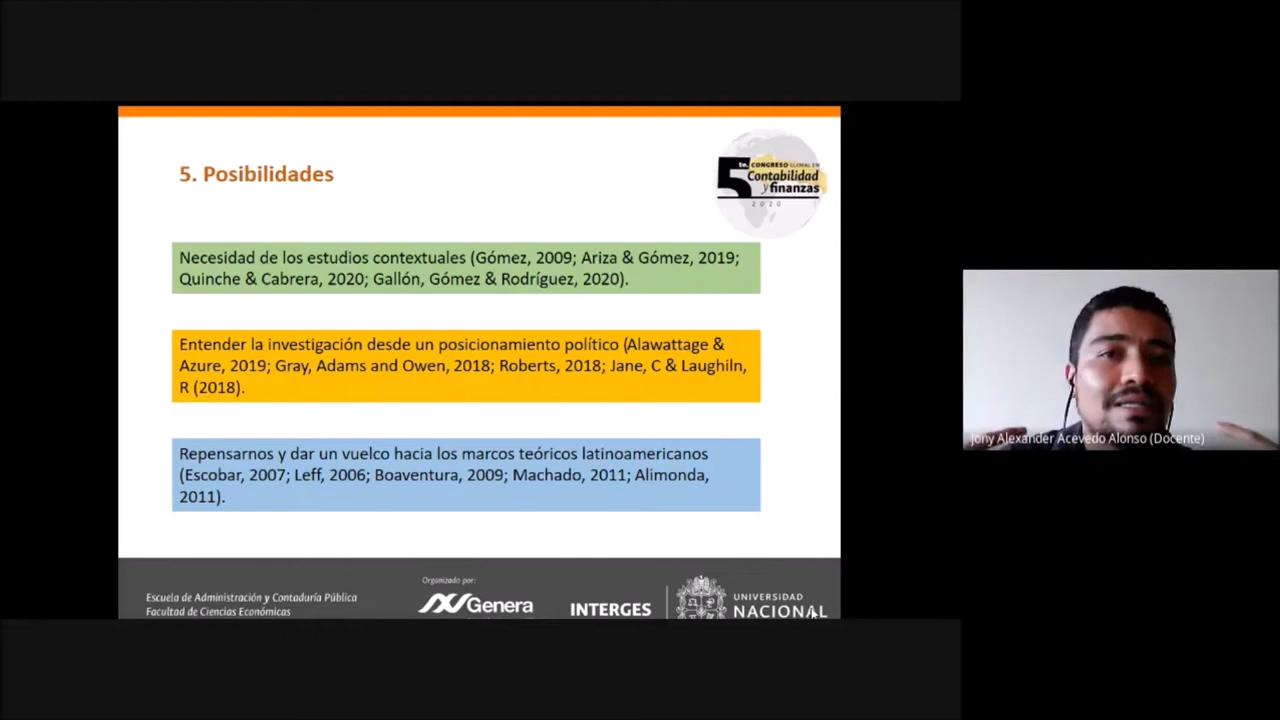 5. Posibilidades
5to. CONGRESO GLOBAL EN
Contabilidad
y finanzas
2020
Necesidad de los estudios contextuales (Gómez, 2009; Ariza & Gómez, 2019;
Quinche & Cabrera, 2020; Gallón, Gómez & Rodríguez, 2020).
Entender la investigación desde un posicionamiento político (Alawattage &
Azure, 2019; Gray, Adams and Owen, 2018; Roberts, 2018; Jane, C & Laughiln,
R (2018).
Repensarnos y dar un vuelco hacia los marcos teóricos latinoamericanos
(Escobar, 2007; Leff, 2006; Boaventura, 2009; Machado, 2011; Alimonda,
2011).
Jony Alexander Acevedo Alonso (Docente)
Escuela de Administración y Contaduría Pública
Facultad de Ciencias Económicas
Organizado por:
Genera
INTERGES
UNIVERSIDAD
NACIONAL